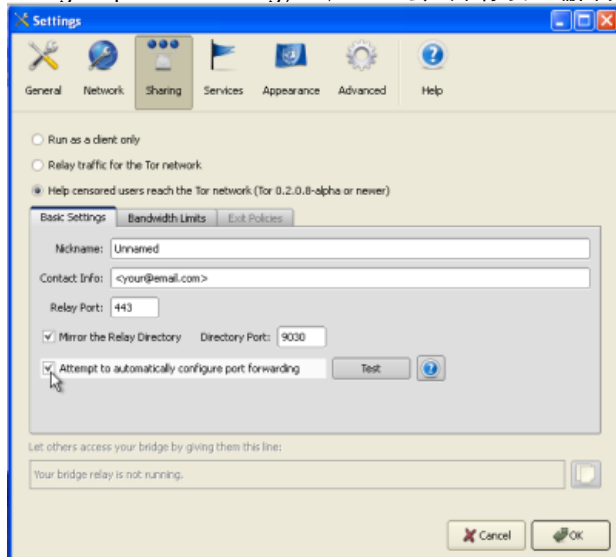 Settings
General Network Sharing Services Appearance Advanced Help
Run as a client only
Relay traffic for the Tor network
Help censored users reach the Tor network (Tor 0.2.0.8-alpha or newer)
Basic Settings Bandwidth Limits Exit Policies
Nickname: Unnamed
Contact Info: <your@email.com>
Relay Port: 443
Mirror the Relay Directory Directory Port: 9030
Attempt to automatically configure port forwarding Test
Let others access your bridge by giving them this line:
Your bridge relay is not running.
Cancel OK